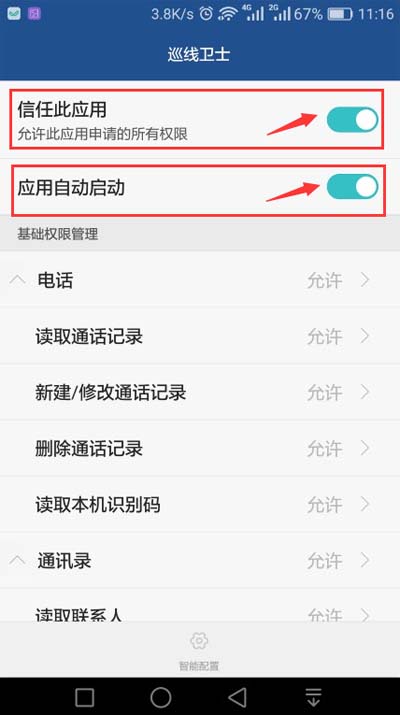 3.8K/s 4G 2G 67% 11:16
巡线卫士
信任此应用
允许此应用申请的所有权限
应用自动启动
基础权限管理
电话 允许
读取通话记录 允许
新建/修改通话记录 允许
删除通话记录 允许
读取本机识别码 允许
通讯录 允许
读取联系人 允许
智能配置